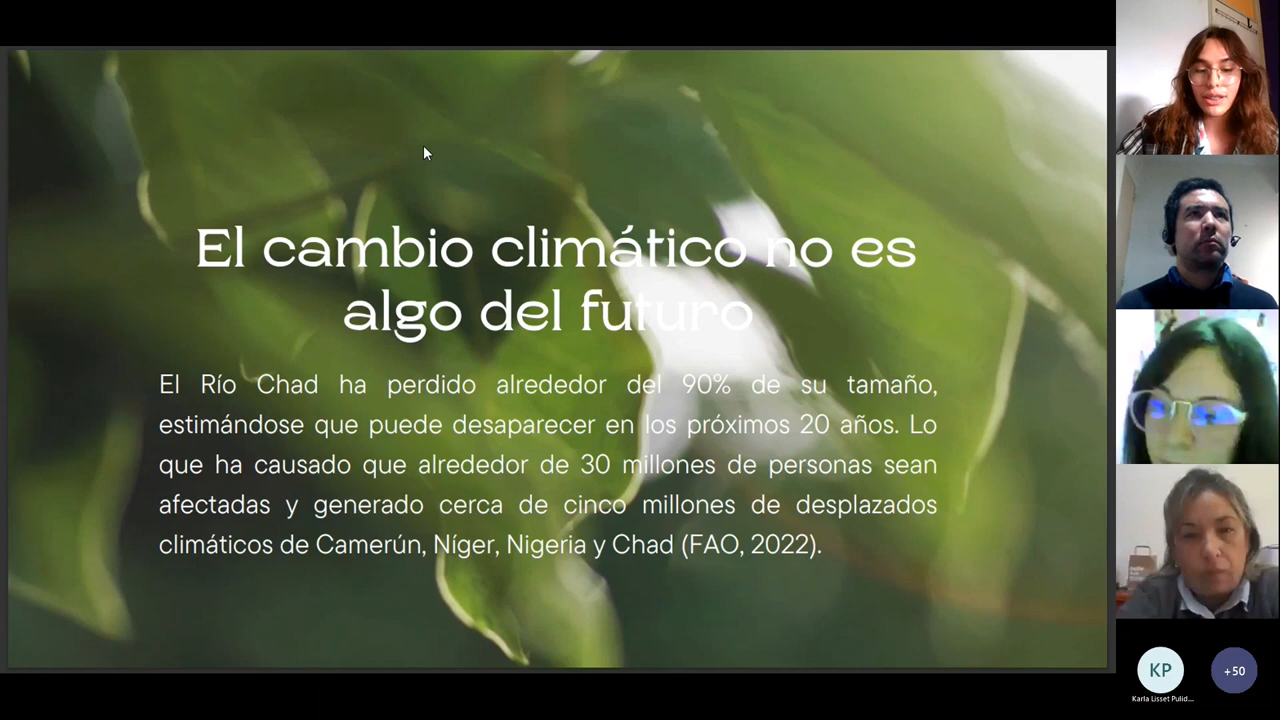 El cambio climático no es
algo del futuro
El Río Chad ha perdido alrededor del 90% de su tamaño,
estimándose que puede desaparecer en los próximos 20 años. Lo
que ha causado que alrededor de 30 millones de personas sean
afectadas y generado cerca de cinco millones de desplazados
climáticos de Camerún, Níger, Nigeria y Chad (FAO, 2022).
KP
+50
Karla Lisset Pulid...